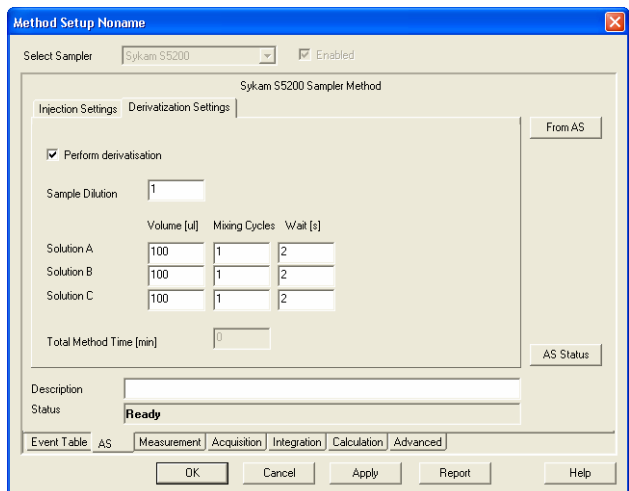 Method Setup Noname
Select Sampler Sykam S5200 Enabled
Sykam S5200 Sampler Method
Injection Settings Derivatization Settings
From AS
Perform derivatisation
Sample Dilution 1
Volume [ul] Mixing Cycles Wait [s]
Solution A 100 1 2
Solution B 100 1 2
Solution C 100 1 2
Total Method Time [min] 0
AS Status
Description
Status Ready
Event Table AS Measurement Acquisition Integration Calculation Advanced
OK Cancel Apply Report Help